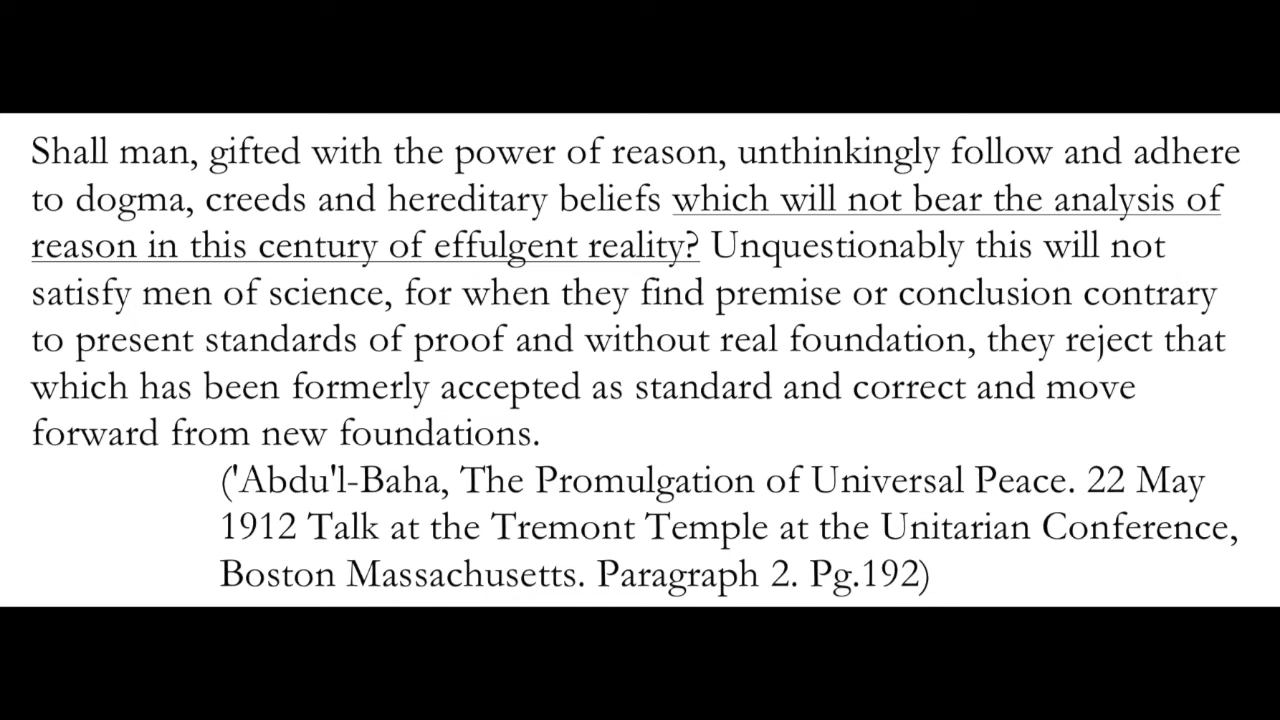 Shall man, gifted with the power of reason, unthinkingly follow and adhere
to dogma, creeds and hereditary beliefs which will not bear the analysis of
reason in this century of effulgent reality? Unquestionably this will not
satisfy men of science, for when they find premise or conclusion contrary
to present standards of proof and without real foundation, they reject that
which has been formerly accepted as standard and correct and move
forward from new foundations.
('Abdu'l-Baha, The Promulgation of Universal Peace. 22 May
1912 Talk at the Tremont Temple at the Unitarian Conference,
Boston Massachusetts. Paragraph 2. Pg.192)